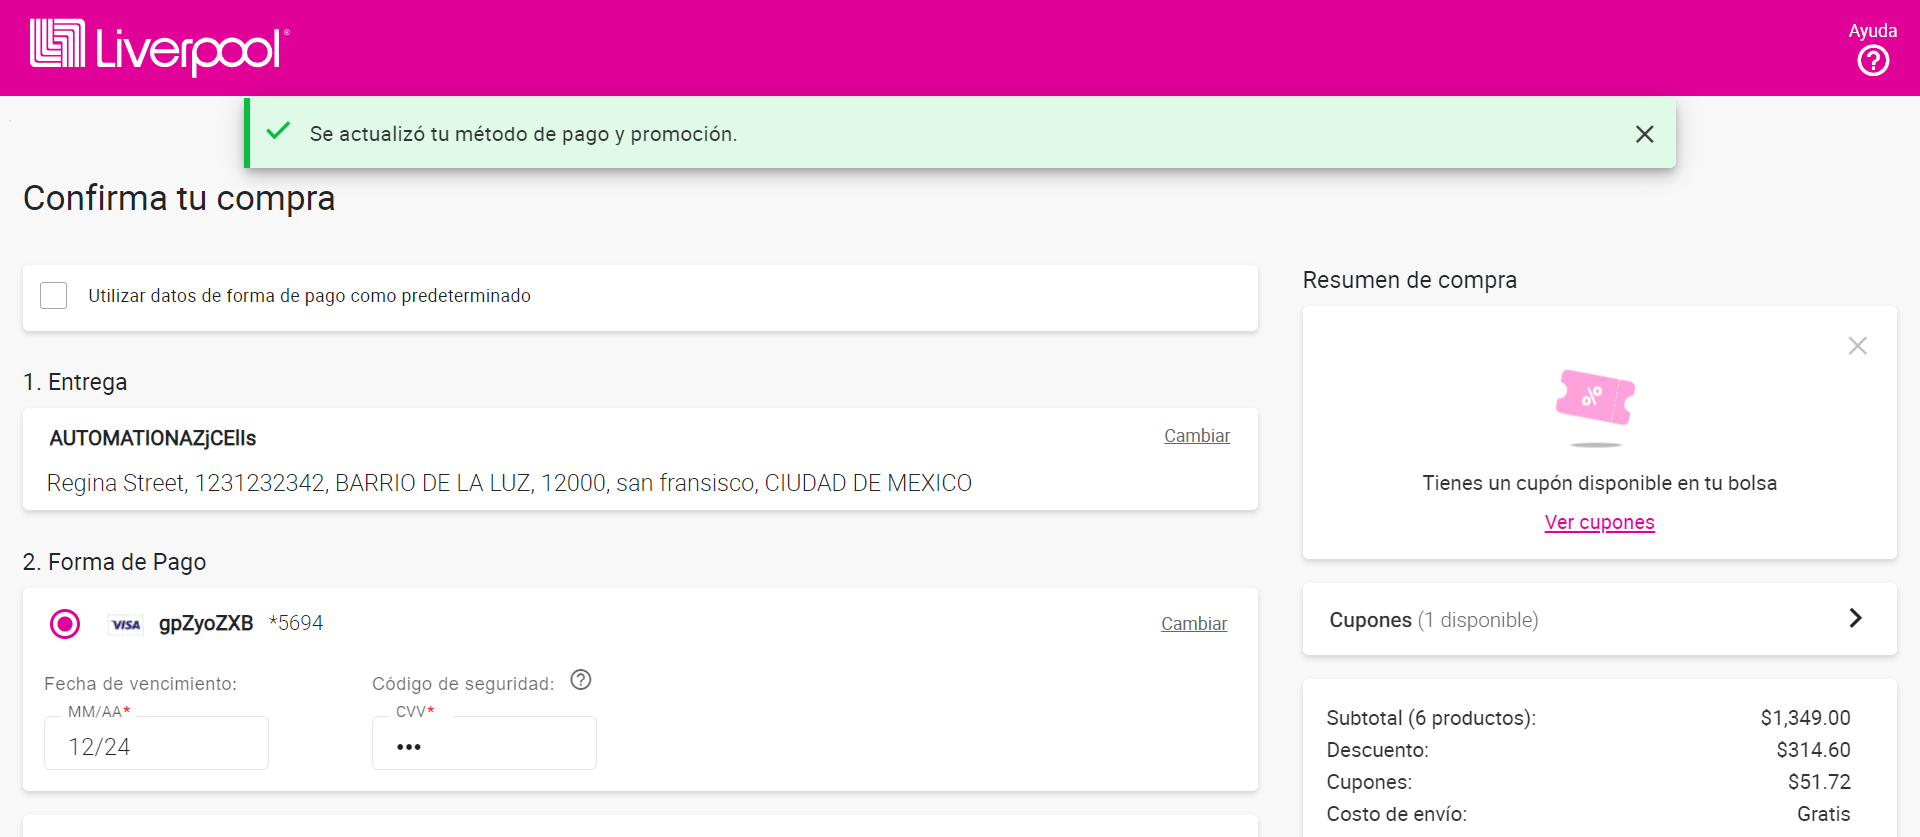 Liverpool®
Ayuda
Se actualizó tu método de pago y promoción.
Confirma tu compra
Utilizar datos de forma de pago como predeterminado
1. Entrega
AUTOMATIONAZjCElls
Cambiar
Regina Street, 1231232342, BARRIO DE LA LUZ, 12000, san fransisco, CIUDAD DE MEXICO
2. Forma de Pago
VISA gpZyoZXB *5694
Cambiar
Fecha de vencimiento:
MM/AA*
12/24
Código de seguridad:
CVV*
•••
Resumen de compra
%
Tienes un cupón disponible en tu bolsa
Ver cupones
Cupones (1 disponible)
Subtotal (6 productos): $1,349.00
Descuento: $314.60
Cupones: $51.72
Costo de envío: Gratis